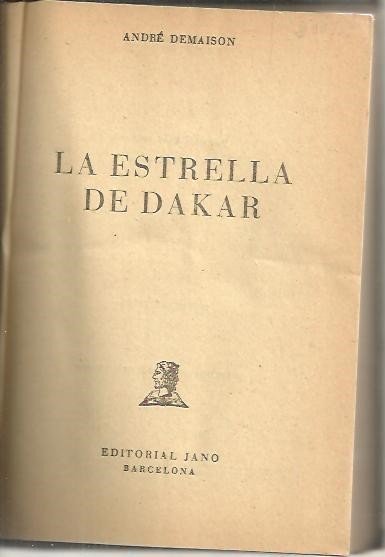 ANDRÉ DEMAISON
LA ESTRELLA
DE DAKAR
EDITORIAL JANO
BARCELONA